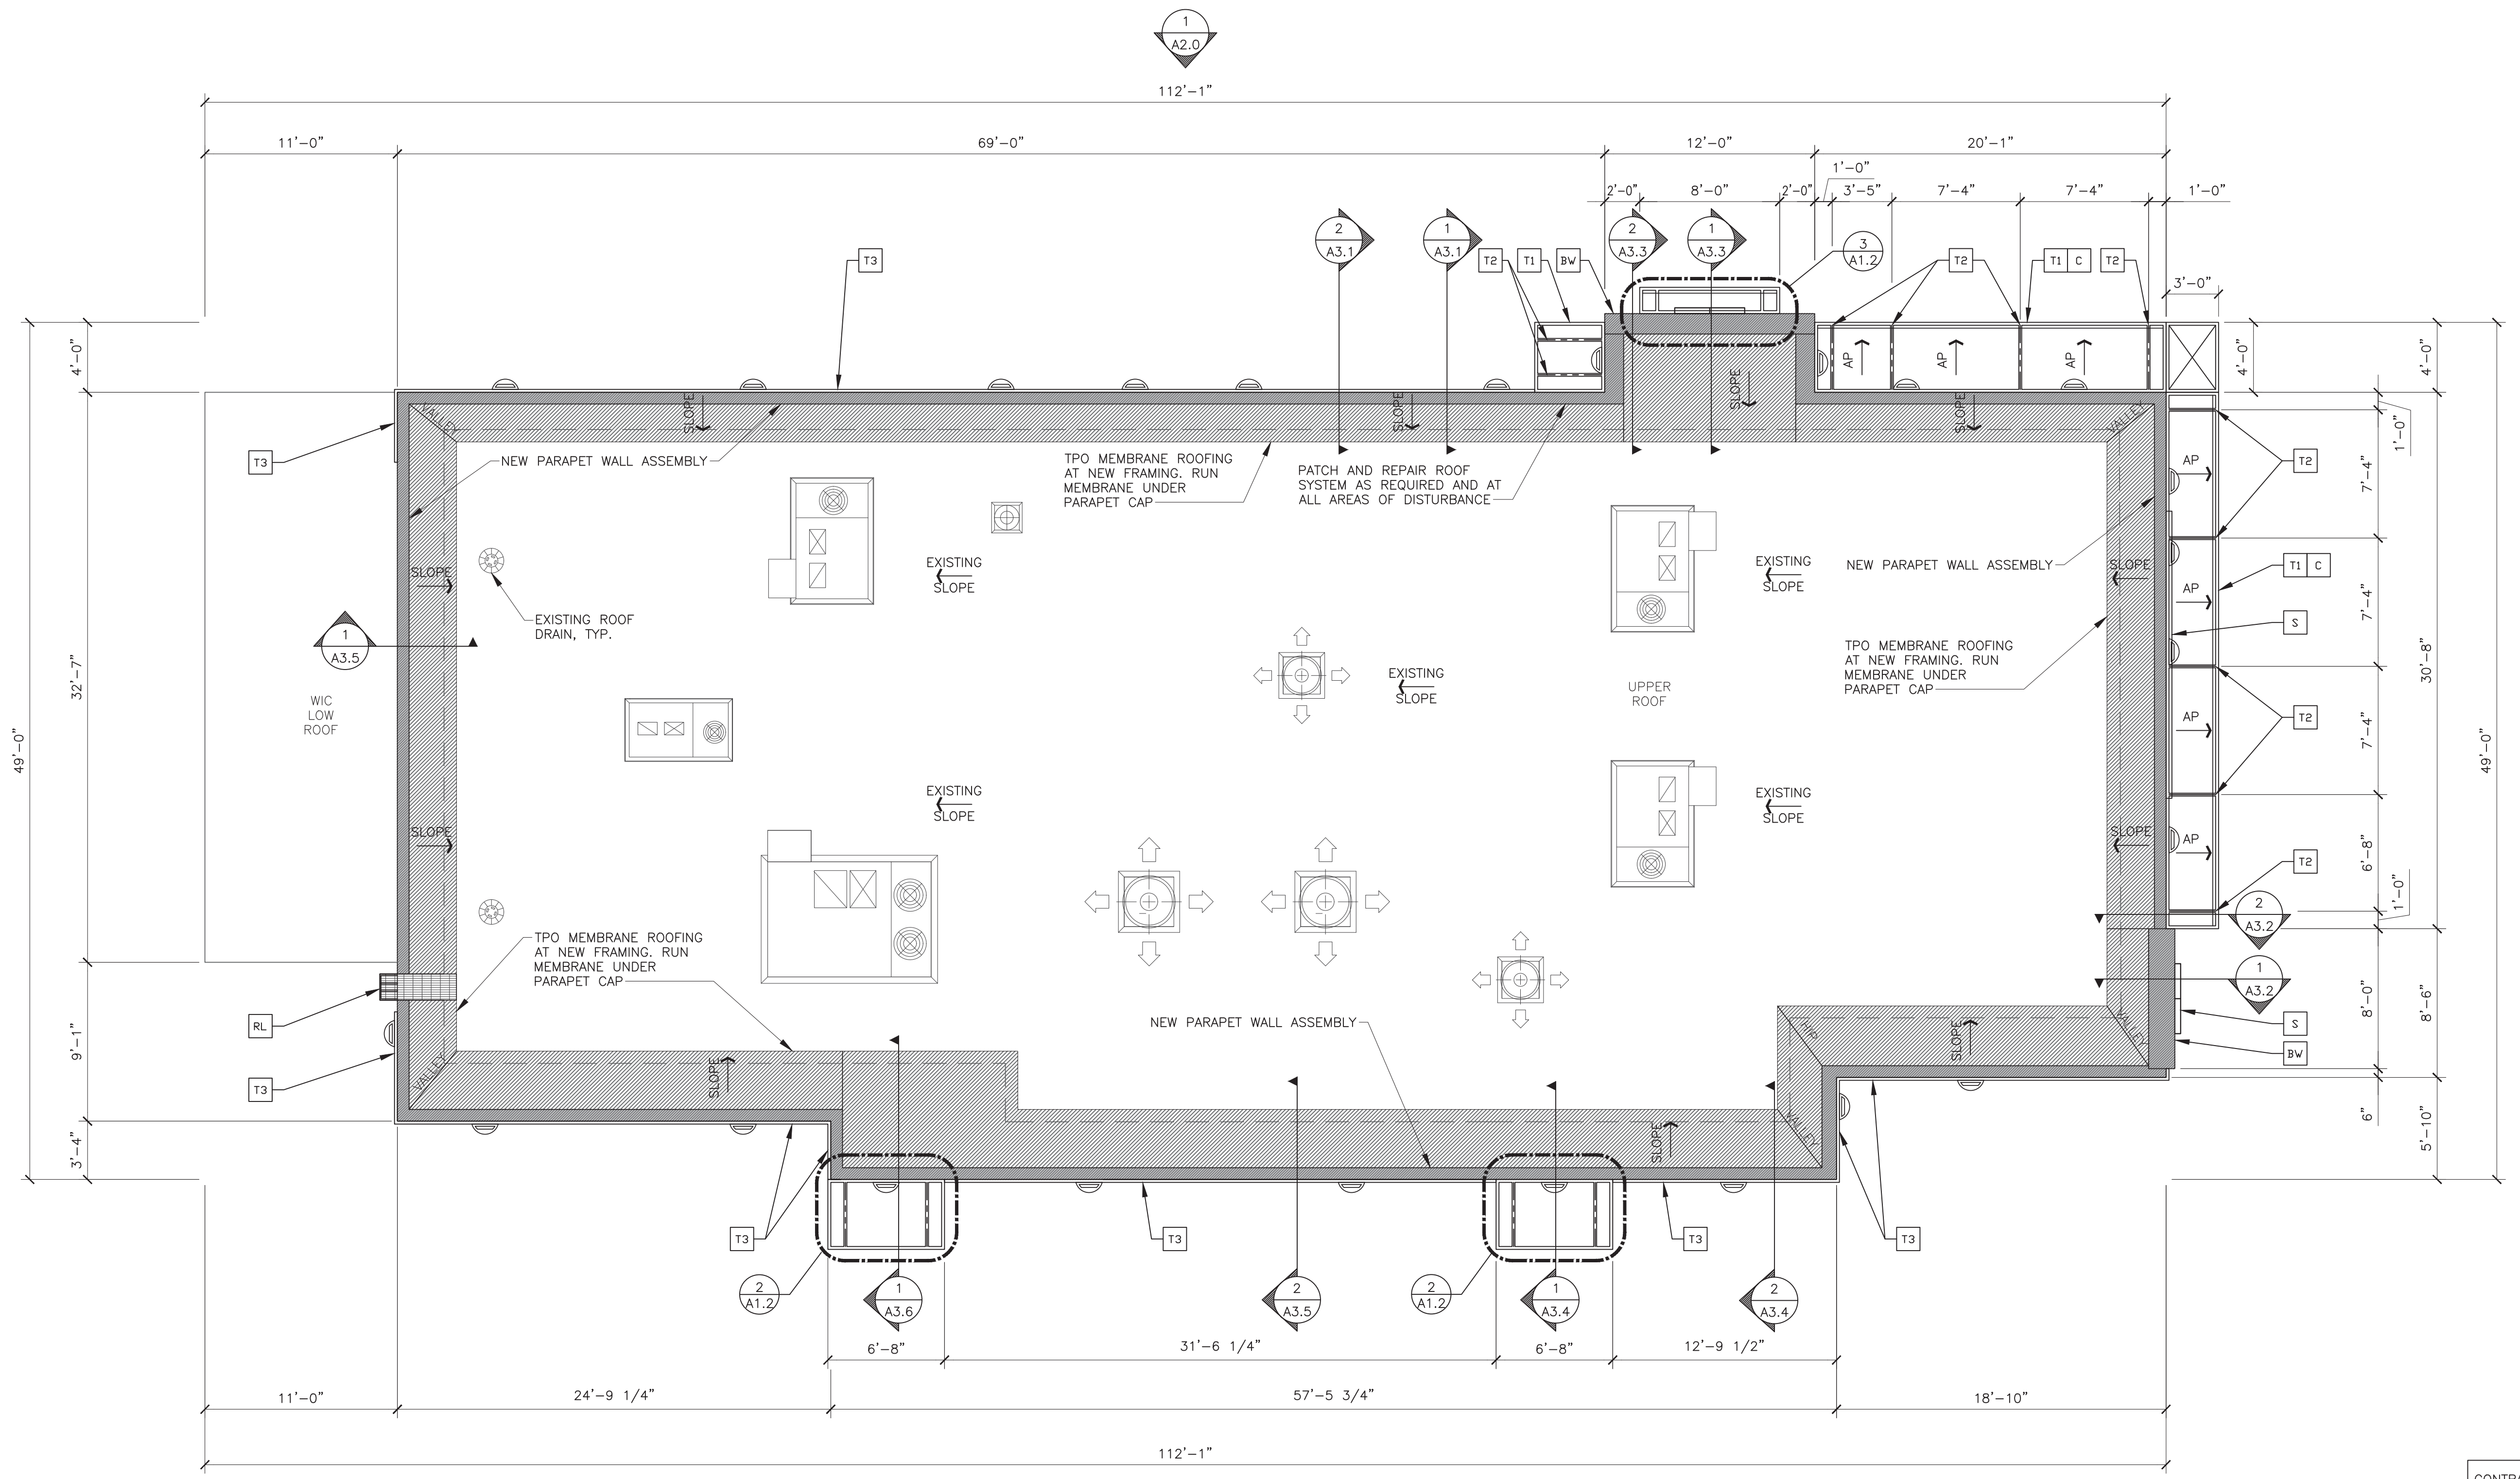 1
A2.0
112'-1"
11'-0"
69'-0"
12'-0"
20'-1"
1'-0"
2'-0"
8'-0"
2'-0"
3'-5"
7'-4"
7'-4"
1'-0"
2
A3.1
1
A3.1
2
A3.3
1
A3.3
3
A1.2
T3
T2
T1
BW
T2
T1
C
T2
3'-0"
4'-0"
AP
AP
AP
4'-0"
4'-0"
SLOPE
SLOPE
SLOPE
SLOPE
VALLEY
VALLEY
1'-0"
T3
NEW PARAPET WALL ASSEMBLY
TPO MEMBRANE ROOFING
AT NEW FRAMING. RUN
MEMBRANE UNDER
PARAPET CAP
PATCH AND REPAIR ROOF
SYSTEM AS REQUIRED AND AT
ALL AREAS OF DISTURBANCE
AP
T2
7'-4"
EXISTING
SLOPE
EXISTING
SLOPE
NEW PARAPET WALL ASSEMBLY
SLOPE
SLOPE
AP
T1
C
7'-4"
S
EXISTING ROOF
DRAIN, TYP.
1
A3.5
32'-7"
30'-8"
TPO MEMBRANE ROOFING
AT NEW FRAMING. RUN
MEMBRANE UNDER
PARAPET CAP
EXISTING
SLOPE
UPPER
ROOF
WIC
LOW
ROOF
AP
T2
7'-4"
49'-0"
49'-0"
EXISTING
SLOPE
EXISTING
SLOPE
SLOPE
SLOPE
AP
T2
6'-8"
1'-0"
2
A3.2
TPO MEMBRANE ROOFING
AT NEW FRAMING. RUN
MEMBRANE UNDER
PARAPET CAP
1
A3.2
8'-0"
8'-6"
RL
NEW PARAPET WALL ASSEMBLY
HIP
SLOPE
VALLEY
S
BW
9'-1"
T3
VALLEY
SLOPE
VALLEY
SLOPE
6"
5'-10"
3'-4"
T3
T3
T3
T3
2
A1.2
1
A3.6
2
A3.5
2
A1.2
1
A3.4
2
A3.4
6'-8"
31'-6 1/4"
6'-8"
12'-9 1/2"
11'-0"
24'-9 1/4"
57'-5 3/4"
18'-10"
112'-1"